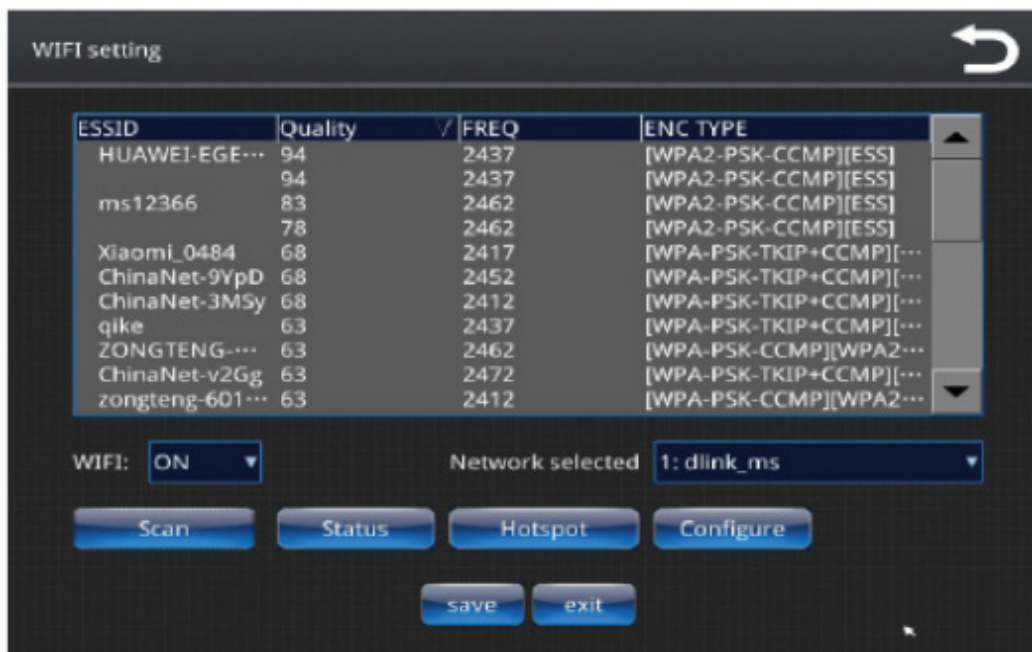 WIFI setting
ESSID Quality FREQ ENC TYPE
HUAWEI-EGE··· 94 2437 [WPA2-PSK-CCMP][ESS]
94 2437 [WPA2-PSK-CCMP][ESS]
ms12366 83 2462 [WPA2-PSK-CCMP][ESS]
78 2462 [WPA2-PSK-CCMP][ESS]
Xiaomi_0484 68 2417 [WPA-PSK-TKIP+CCMP][···
ChinaNet-9YpD 68 2452 [WPA-PSK-TKIP+CCMP][···
ChinaNet-3MSy 68 2412 [WPA-PSK-TKIP+CCMP][···
qike 63 2437 [WPA-PSK-TKIP+CCMP][···
ZONGTENG-··· 63 2462 [WPA-PSK-CCMP][WPA2···
ChinaNet-v2Gg 63 2472 [WPA-PSK-TKIP+CCMP][···
zongteng-601··· 63 2412 [WPA-PSK-CCMP][WPA2···
WIFI: ON Network selected 1: dlink_ms
Scan Status Hotspot Configure
save exit